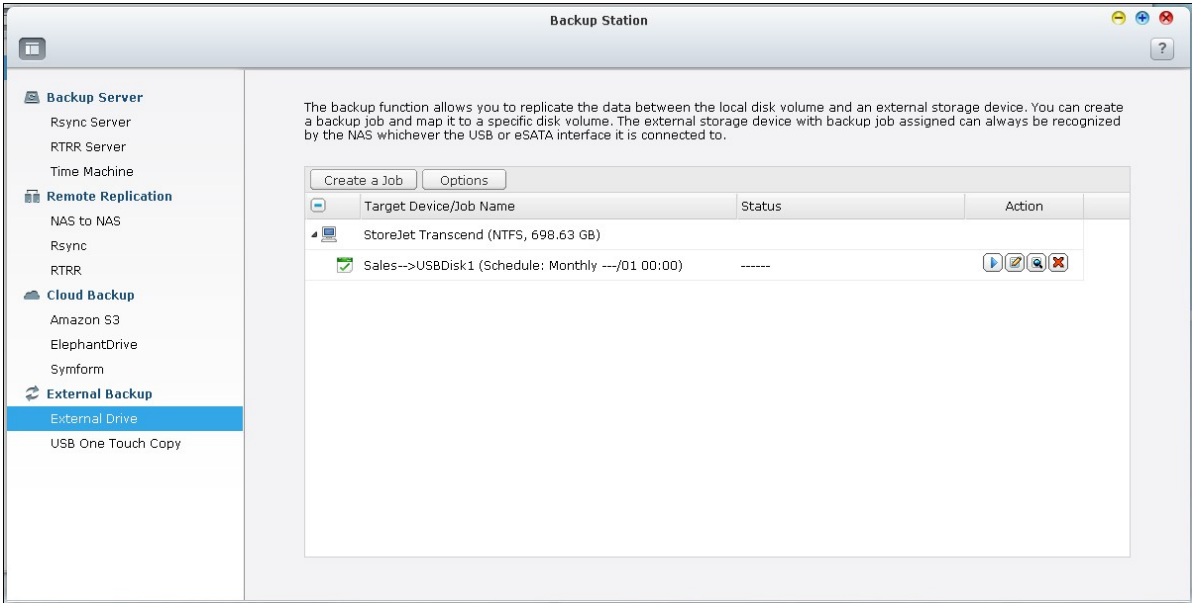 Backup Station
?
Backup Server
Rsync Server
RTRR Server
Time Machine
Remote Replication
NAS to NAS
Rsync
RTRR
Cloud Backup
Amazon S3
ElephantDrive
Symform
External Backup
External Drive
USB One Touch Copy
The backup function allows you to replicate the data between the local disk volume and an external storage device. You can create
a backup job and map it to a specific disk volume. The external storage device with backup job assigned can always be recognized
by the NAS whichever the USB or eSATA interface it is connected to.
Create a Job Options
Target Device/Job Name Status Action
StoreJet Transcend (NTFS, 698.63 GB)
Sales-->USBDisk1 (Schedule: Monthly ---/01 00:00) ------